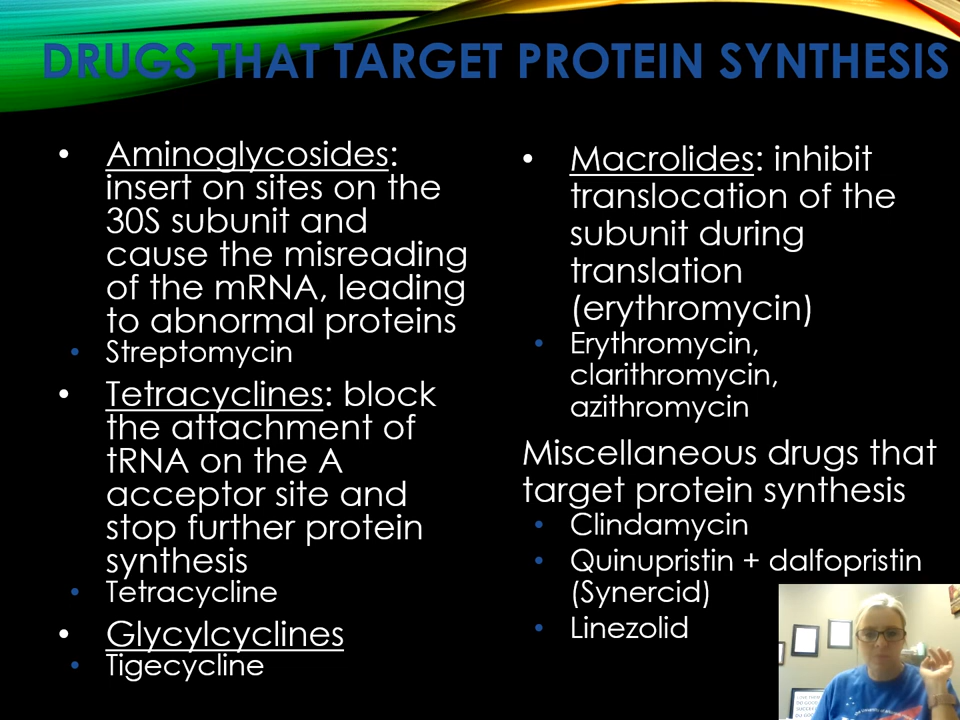 DRUGS THAT TARGET PROTEIN SYNTHESIS
• Aminoglycosides:
insert on sites on the
30S subunit and
cause the misreading
of the mRNA, leading
to abnormal proteins
• Streptomycin
• Tetracyclines: block
the attachment of
tRNA on the A
acceptor site and
stop further protein
synthesis
• Tetracycline
• Glycylcyclines
• Tigecycline
• Macrolides: inhibit
translocation of the
subunit during
translation
(erythromycin)
• Erythromycin,
clarithromycin,
azithromycin
Miscellaneous drugs that
target protein synthesis
• Clindamycin
• Quinupristin + dalfopristin
(Synercid)
• Linezolid